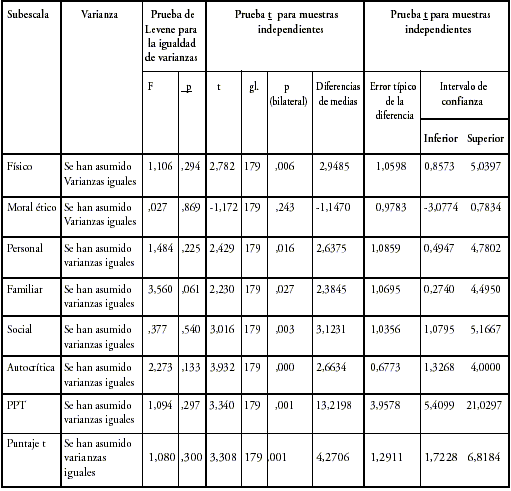 Subescala Varianza Prueba de Levene para la igualdad de varianzas Prueba t para muestras independientes Prueba t para muestras independientes
F p t gl. p (bilateral) Diferencias de medias Error típico de la diferencia Intervalo de confianza
Inferior Superior
Físico Se han asumido Varianzas iguales 1,106 ,294 2,782 179 ,006 2,9485 1,0598 0,8573 5,0397
Moral ético Se han asumido Varianzas iguales ,027 ,869 -1,172 179 ,243 -1,1470 0,9783 -3,0774 0,7834
Personal Se han asumido varianzas iguales 1,484 ,225 2,429 179 ,016 2,6375 1,0859 0,4947 4,7802
Familiar Se han asumido varianzas iguales 3,560 ,061 2,230 179 ,027 2,3845 1,0695 0,2740 4,4950
Social Se han asumido varianzas iguales ,377 ,540 3,016 179 ,003 3,1231 1,0356 1,0795 5,1667
Autocrítica Se han asumido varianzas iguales 2,273 ,133 3,932 179 ,000 2,6634 0,6773 1,3268 4,0000
PPT Se han asumido varianzas iguales 1,094 ,297 3,340 179 ,001 13,2198 3,9578 5,4099 21,0297
Puntaje t Se han asumido varianzas iguales 1,080 ,300 3,308 179 ,001 4,2706 1,2911 1,7228 6,8184